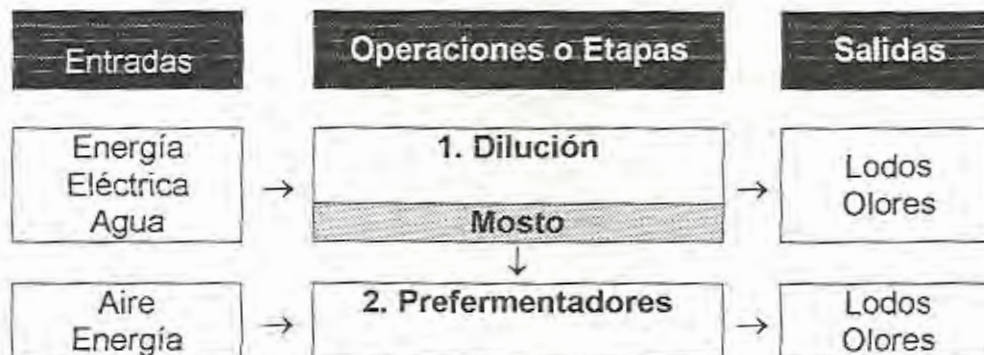 Entradas
Operaciones o Etapas
Salidas
Energía
Eléctrica
Agua
→
1. Dilución
Mosto
→
Lodos
Olores
↓
Aire
Energía
→
2. Prefermentadores
→
Lodos
Olores